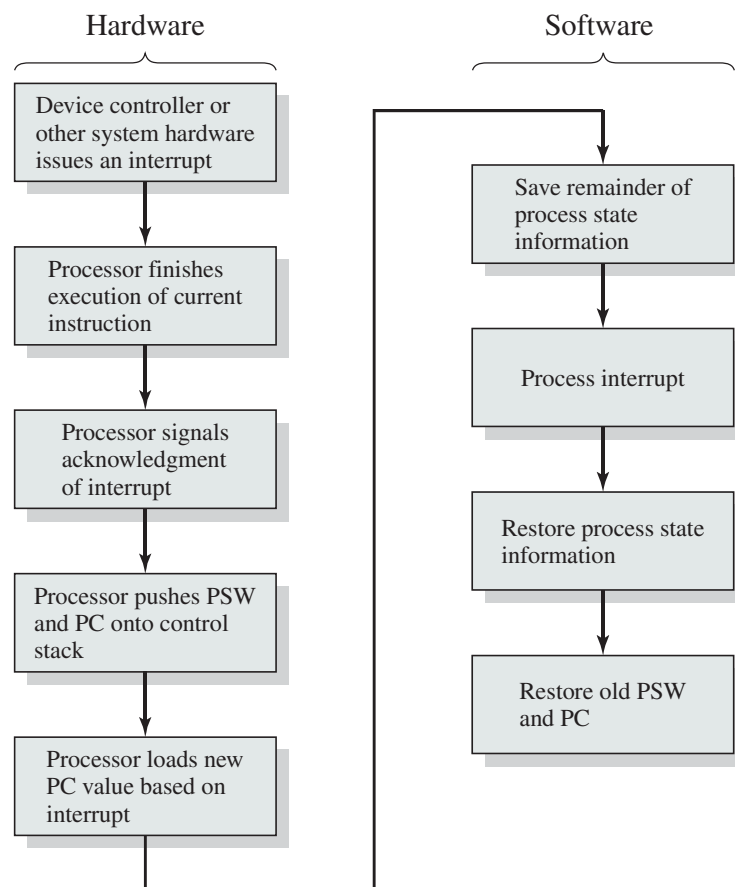 Hardware
Device controller or
other system hardware
issues an interrupt
Processor finishes
execution of current
instruction
Processor signals
acknowledgment
of interrupt
Processor pushes PSW
and PC onto control
stack
Processor loads new
PC value based on
interrupt
Software
Save remainder of
process state
information
Process interrupt
Restore process state
information
Restore old PSW
and PC